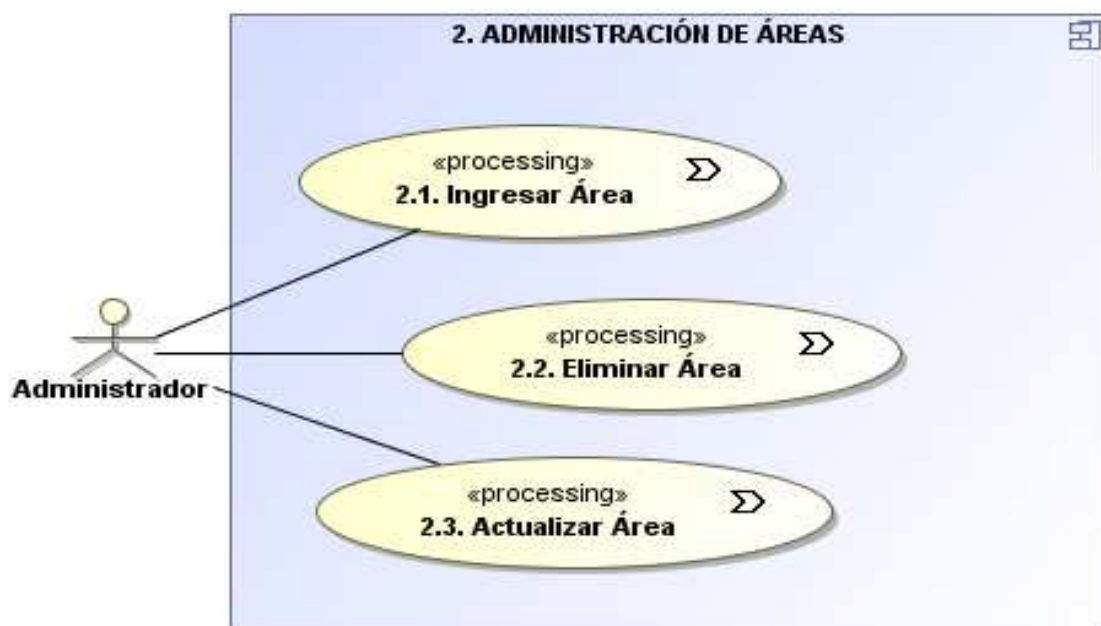 2. ADMINISTRACIÓN DE ÁREAS
«processing»
2.1. Ingresar Área
«processing»
2.2. Eliminar Área
Administrador
«processing»
2.3. Actualizar Área